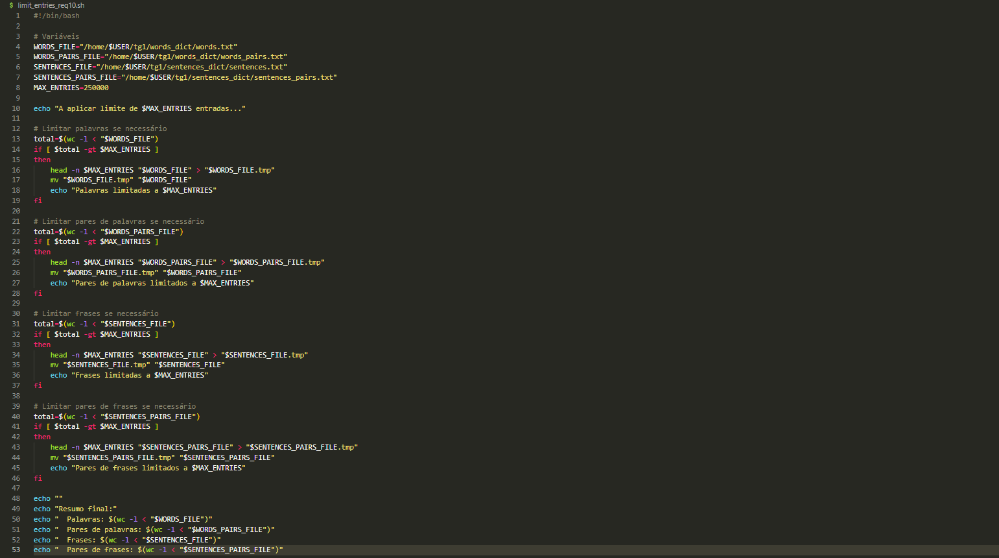 $ limit_entries_req10.sh
1 #!/bin/bash
2
3 # Variáveis
4 WORDS_FILE="/home/$USER/tg1/words_dict/words.txt"
5 WORDS_PAIRS_FILE="/home/$USER/tg1/words_dict/words_pairs.txt"
6 SENTENCES_FILE="/home/$USER/tg1/sentences_dict/sentences.txt"
7 SENTENCES_PAIRS_FILE="/home/$USER/tg1/sentences_dict/sentences_pairs.txt"
8 MAX_ENTRIES=250000
9
10 echo "A aplicar limite de $MAX_ENTRIES entradas..."
11
12 # Limitar palavras se necessário
13 total=$(wc -l < "$WORDS_FILE")
14 if [ $total -gt $MAX_ENTRIES ]
15 then
16     head -n $MAX_ENTRIES "$WORDS_FILE" > "$WORDS_FILE.tmp"
17     mv "$WORDS_FILE.tmp" "$WORDS_FILE"
18     echo "Palavras limitadas a $MAX_ENTRIES"
19 fi
20
21 # Limitar pares de palavras se necessário
22 total=$(wc -l < "$WORDS_PAIRS_FILE")
23 if [ $total -gt $MAX_ENTRIES ]
24 then
25     head -n $MAX_ENTRIES "$WORDS_PAIRS_FILE" > "$WORDS_PAIRS_FILE.tmp"
26     mv "$WORDS_PAIRS_FILE.tmp" "$WORDS_PAIRS_FILE"
27     echo "Pares de palavras limitados a $MAX_ENTRIES"
28 fi
29
30 # Limitar frases se necessário
31 total=$(wc -l < "$SENTENCES_FILE")
32 if [ $total -gt $MAX_ENTRIES ]
33 then
34     head -n $MAX_ENTRIES "$SENTENCES_FILE" > "$SENTENCES_FILE.tmp"
35     mv "$SENTENCES_FILE.tmp" "$SENTENCES_FILE"
36     echo "Frases limitadas a $MAX_ENTRIES"
37 fi
38
39 # Limitar pares de frases se necessário
40 total=$(wc -l < "$SENTENCES_PAIRS_FILE")
41 if [ $total -gt $MAX_ENTRIES ]
42 then
43     head -n $MAX_ENTRIES "$SENTENCES_PAIRS_FILE" > "$SENTENCES_PAIRS_FILE.tmp"
44     mv "$SENTENCES_PAIRS_FILE.tmp" "$SENTENCES_PAIRS_FILE"
45     echo "Pares de frases limitados a $MAX_ENTRIES"
46 fi
47
48 echo ""
49 echo "Resumo final:"
50 echo "  Palavras: $(wc -l < "$WORDS_FILE")"
51 echo "  Pares de palavras: $(wc -l < "$WORDS_PAIRS_FILE")"
52 echo "  Frases: $(wc -l < "$SENTENCES_FILE")"
53 echo "  Pares de frases: $(wc -l < "$SENTENCES_PAIRS_FILE")"